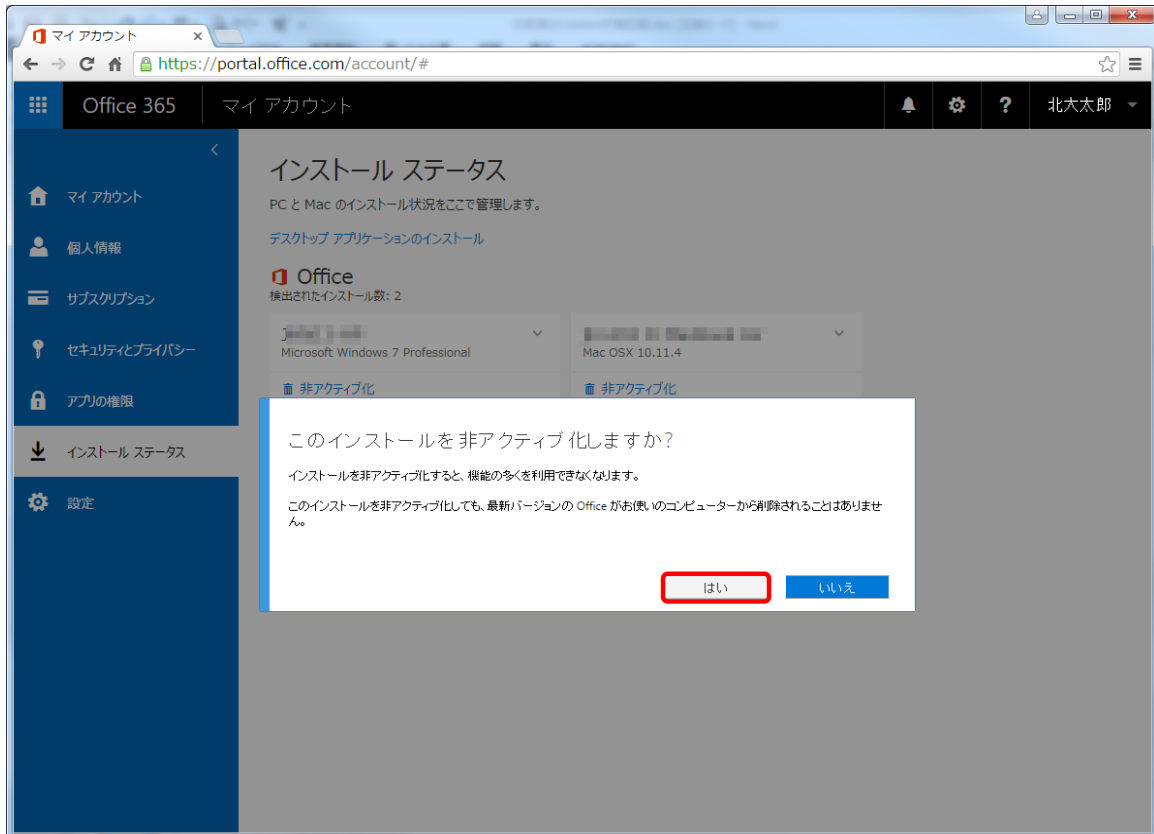 マイ アカウント
https://portal.office.com/account/#
Office 365
マイ アカウント
?
北大太郎
マイ アカウント
個人情報
サブスクリプション
セキュリティとプライバシー
アプリの権限
インストール ステータス
設定
インストール ステータス
PC と Mac のインストール状況をここで管理します。
デスクトップ アプリケーションのインストール
Office
検出されたインストール数: 2
Microsoft Windows 7 Professional
Mac OSX 10.11.4
非アクティブ化
非アクティブ化
このインストールを非アクティブ化しますか?
インストールを非アクティブ化すると、機能の多くを利用できなくなります。
このインストールを非アクティブ化しても、最新バージョンの Office がお使いのコンピューターから削除されることはありませ
ん。
はい
いいえ